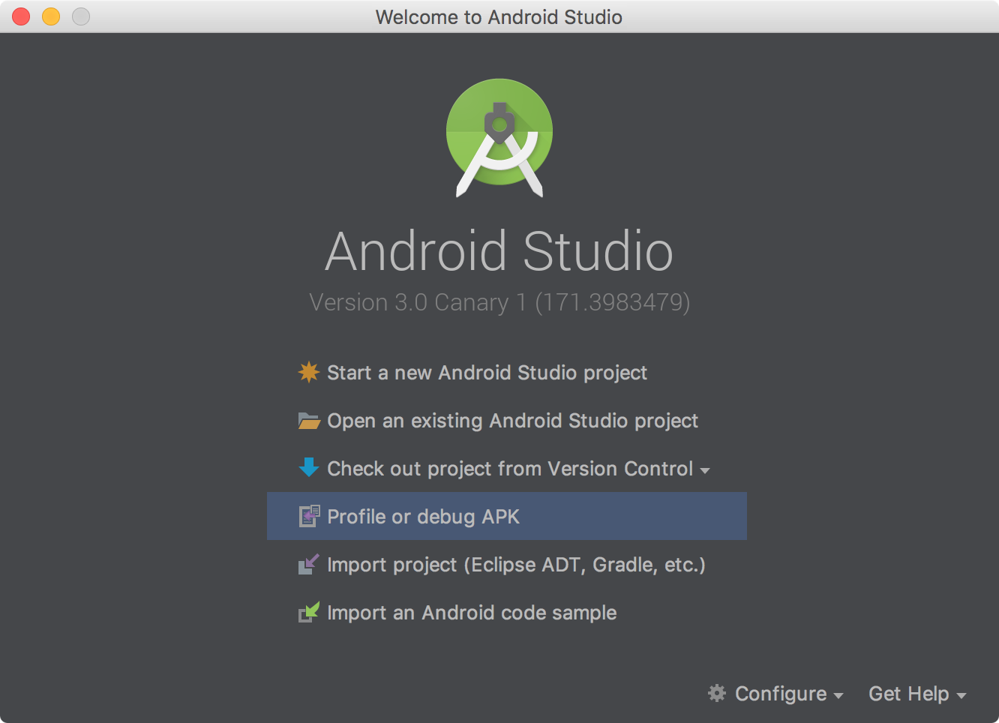 Welcome to Android Studio
Android Studio
Version 3.0 Canary 1 (171.3983479)
Start a new Android Studio project
Open an existing Android Studio project
Check out project from Version Control
Profile or debug APK
Import project (Eclipse ADT, Gradle, etc.)
Import an Android code sample
Configure Get Help